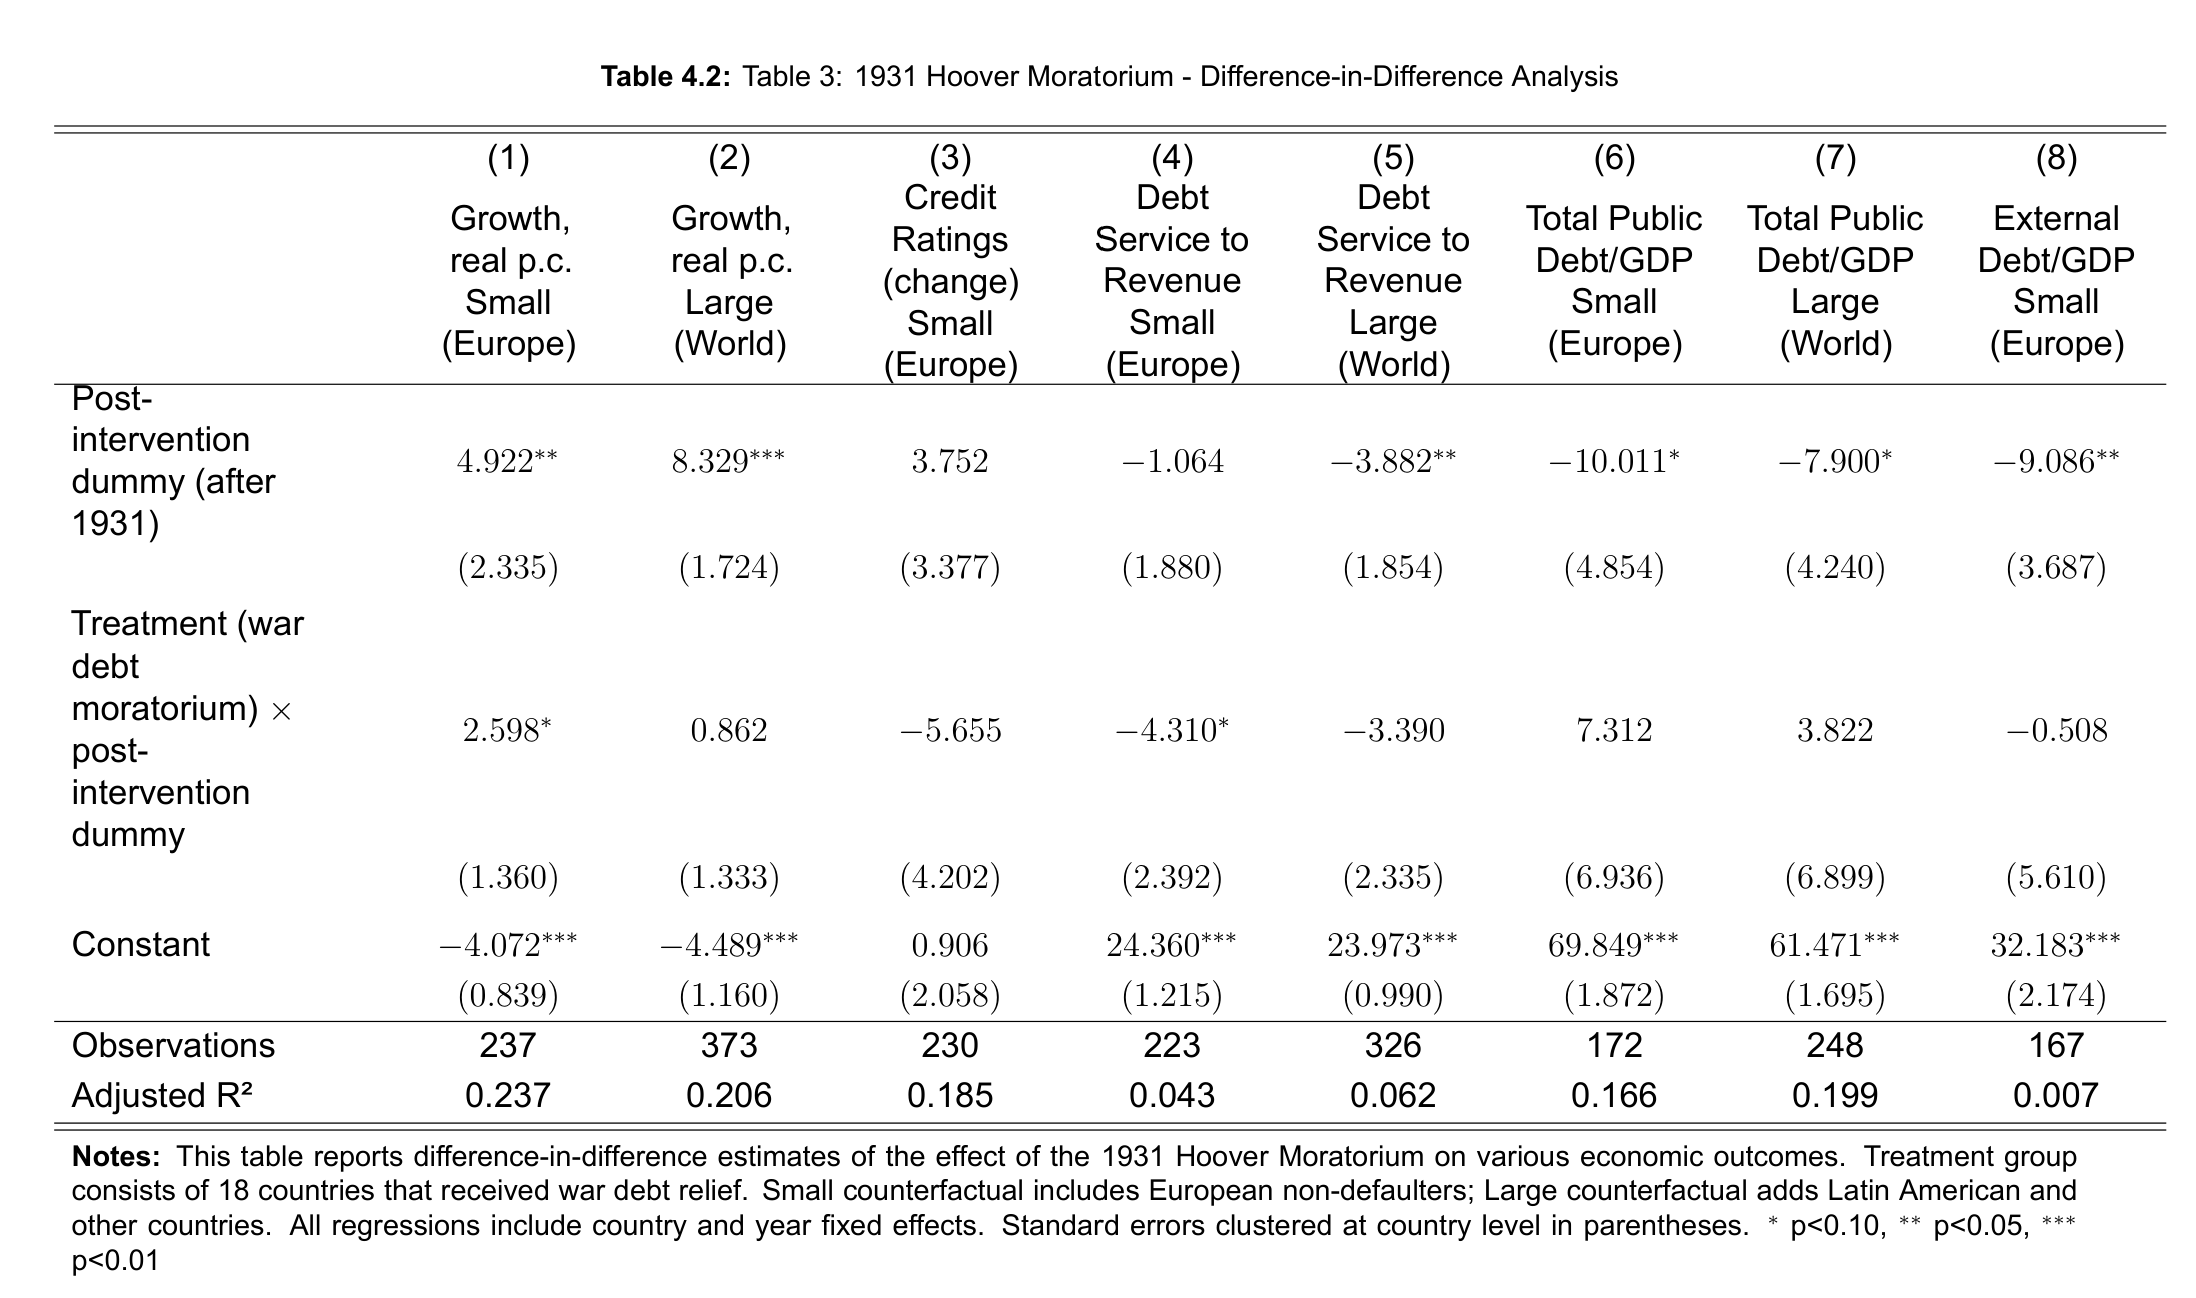 Table 4.2: Table 3: 1931 Hoover Moratorium - Difference-in-Difference Analysis
(1) (2) (3) (4) (5) (6) (7) (8)
Growth, real p.c. Small (Europe) Growth, real p.c. Large (World) Credit Ratings (change) Small (Europe) Debt Service to Revenue Small (Europe) Debt Service to Revenue Large (World) Total Public Debt/GDP Small (Europe) Total Public Debt/GDP Large (World) External Debt/GDP Small (Europe)
Post-intervention dummy (after 1931) 4.922** 8.329*** 3.752 −1.064 −3.882** −10.011* −7.900* −9.086**
(2.335) (1.724) (3.377) (1.880) (1.854) (4.854) (4.240) (3.687)
Treatment (war debt moratorium) × post-intervention dummy 2.598* 0.862 −5.655 −4.310* −3.390 7.312 3.822 −0.508
(1.360) (1.333) (4.202) (2.392) (2.335) (6.936) (6.899) (5.610)
Constant −4.072*** −4.489*** 0.906 24.360*** 23.973*** 69.849*** 61.471*** 32.183***
(0.839) (1.160) (2.058) (1.215) (0.990) (1.872) (1.695) (2.174)
Observations 237 373 230 223 326 172 248 167
Adjusted R² 0.237 0.206 0.185 0.043 0.062 0.166 0.199 0.007
Notes: This table reports difference-in-difference estimates of the effect of the 1931 Hoover Moratorium on various economic outcomes. Treatment group
consists of 18 countries that received war debt relief. Small counterfactual includes European non-defaulters; Large counterfactual adds Latin American and
other countries. All regressions include country and year fixed effects. Standard errors clustered at country level in parentheses. * p<0.10, ** p<0.05, ***
p<0.01